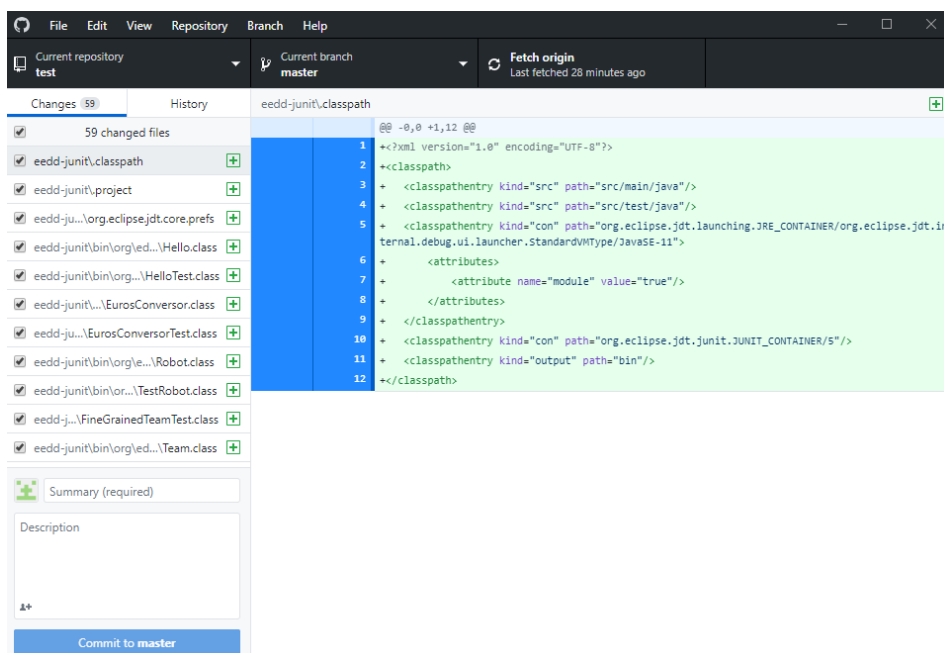 File Edit View Repository Branch Help
Current repository
test
Current branch
master
Fetch origin
Last fetched 28 minutes ago
Changes 59
History
59 changed files
eedd-junit\.classpath
eedd-junit\.project
eedd-ju...\org.eclipse.jdt.core.prefs
eedd-junit\bin\org\ed...\Hello.class
eedd-junit\bin\org...\HelloTest.class
eedd-junit\...\EurosConversor.class
eedd-ju...\EurosConversorTest.class
eedd-junit\bin\org\e...\Robot.class
eedd-junit\bin\or...\TestRobot.class
eedd-j...\FineGrainedTeamTest.class
eedd-junit\bin\org\ed...\Team.class
Summary (required)
Description
Commit to master
eedd-junit\.classpath
@@ -0,0 +1,12 @@
1 +<?xml version="1.0" encoding="UTF-8"?>
2 +<classpath>
3 + <classpathentry kind="src" path="src/main/java"/>
4 + <classpathentry kind="src" path="src/test/java"/>
5 + <classpathentry kind="con" path="org.eclipse.jdt.launching.JRE_CONTAINER/org.eclipse.jdt.in
ternal.debug.ui.launcher.StandardVMType/JavaSE-11">
6 + <attributes>
7 + <attribute name="module" value="true"/>
8 + </attributes>
9 + </classpathentry>
10 + <classpathentry kind="con" path="org.eclipse.jdt.junit.JUNIT_CONTAINER/5"/>
11 + <classpathentry kind="output" path="bin"/>
12 +</classpath>